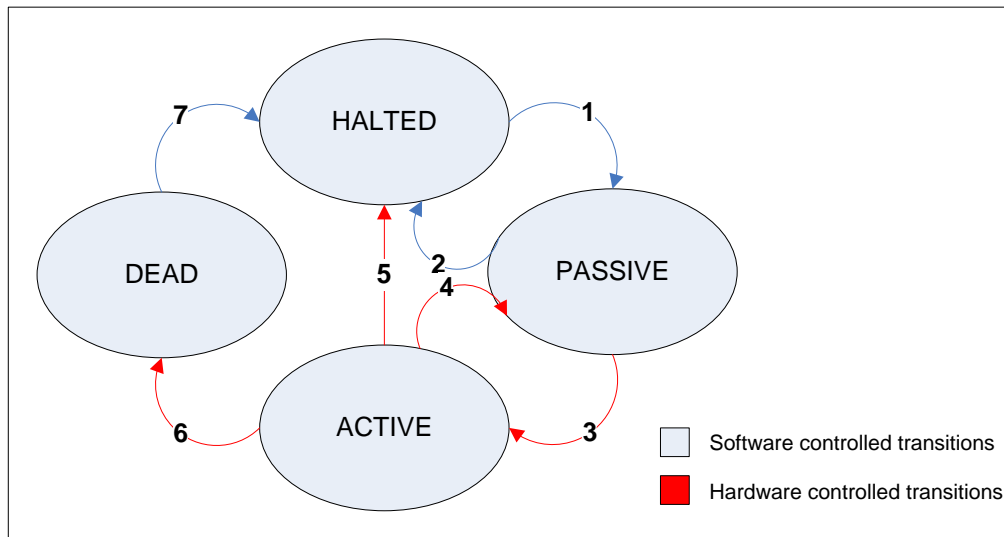 HALTED
7
1
DEAD
2
PASSIVE
5
4
6
ACTIVE
3
Software controlled transitions
Hardware controlled transitions